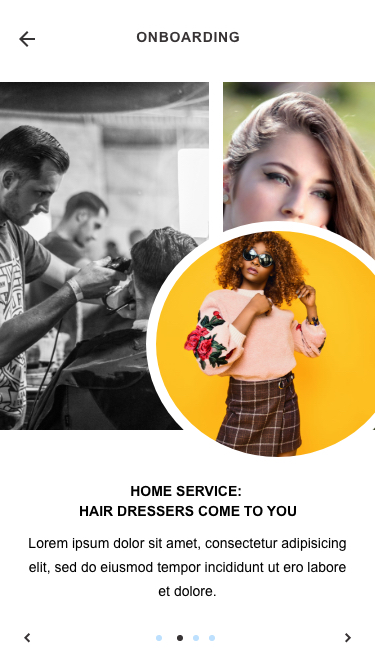 ONBOARDING
HOME SERVICE:
HAIR DRESSERS COME TO YOU
Lorem ipsum dolor sit amet, consectetur adipisicing
elit, sed do eiusmod tempor incididunt ut ero labore
et dolore.